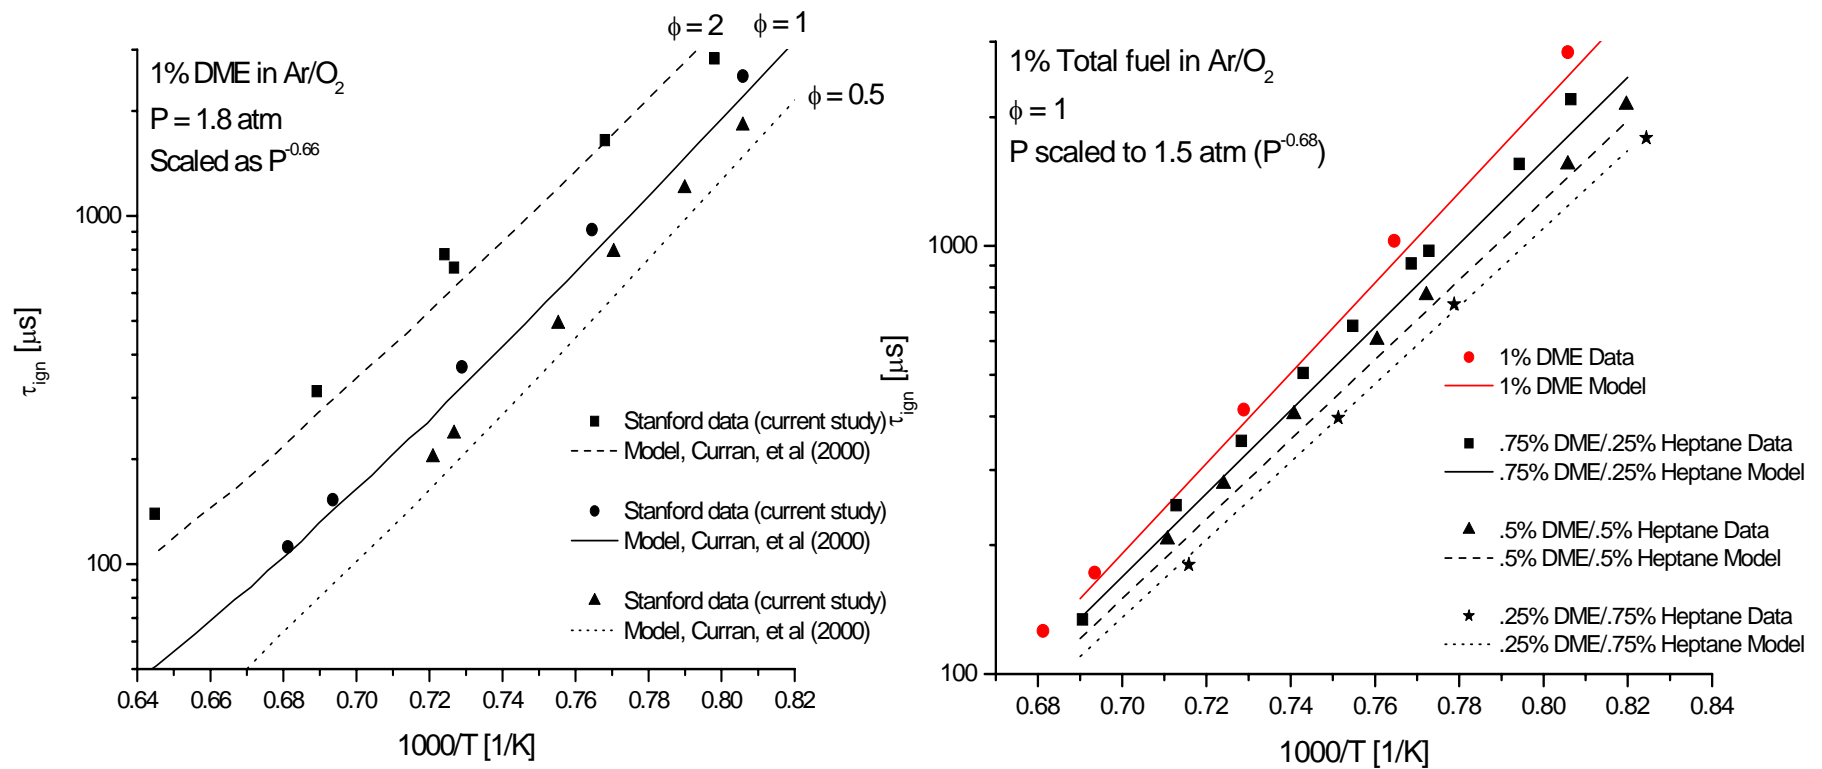 ϕ = 2
ϕ = 1
ϕ = 0.5
1% DME in Ar/O₂
P = 1.8 atm
Scaled as P⁻⁰·⁶⁶
1000
100
τ_ign [μs]
Stanford data (current study)
Model, Curran, et al (2000)
Stanford data (current study)
Model, Curran, et al (2000)
Stanford data (current study)
Model, Curran, et al (2000)
0.64 0.66 0.68 0.70 0.72 0.74 0.76 0.78 0.80 0.82
1000/T [1/K]
1% Total fuel in Ar/O₂
ϕ = 1
P scaled to 1.5 atm (P⁻⁰·⁶⁸)
1000
100
τ_ign [μs]
1% DME Data
1% DME Model
.75% DME/.25% Heptane Data
.75% DME/.25% Heptane Model
.5% DME/.5% Heptane Data
.5% DME/.5% Heptane Model
.25% DME/.75% Heptane Data
.25% DME/.75% Heptane Model
0.68 0.70 0.72 0.74 0.76 0.78 0.80 0.82 0.84
1000/T [1/K]